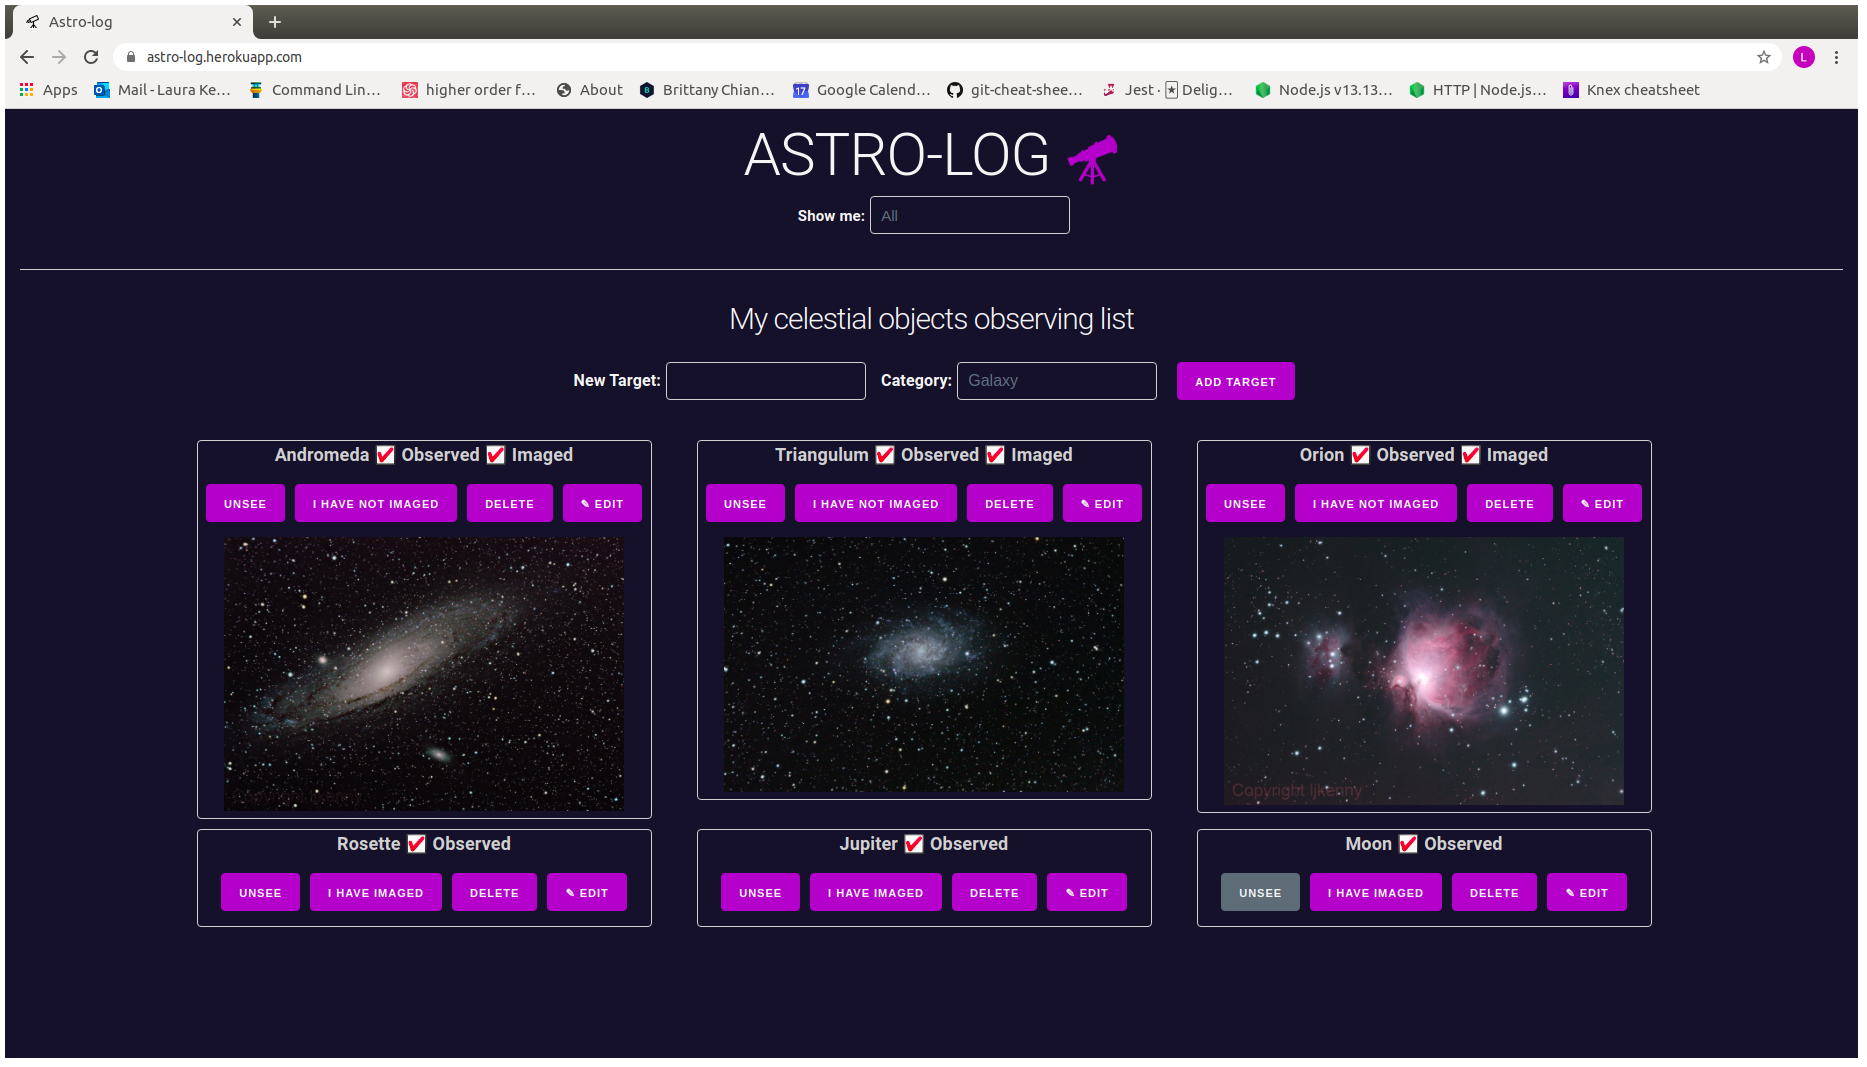 Astro-log
astro-log.herokuapp.com
L
Apps Mail - Laura Ke... Command Lin... higher order f... About Brittany Chian... Google Calend... git-cheat-shee... Jest · 🃏 Delig... Node.js v13.13... HTTP | Node.js... Knex cheatsheet
ASTRO-LOG
Show me: All
My celestial objects observing list
New Target: Category: Galaxy ADD TARGET
Andromeda ✅ Observed ✅ Imaged
UNSEE I HAVE NOT IMAGED DELETE ✎ EDIT
Triangulum ✅ Observed ✅ Imaged
UNSEE I HAVE NOT IMAGED DELETE ✎ EDIT
Orion ✅ Observed ✅ Imaged
UNSEE I HAVE NOT IMAGED DELETE ✎ EDIT
Copyright ljkenny
Rosette ✅ Observed
UNSEE I HAVE IMAGED DELETE ✎ EDIT
Jupiter ✅ Observed
UNSEE I HAVE IMAGED DELETE ✎ EDIT
Moon ✅ Observed
UNSEE I HAVE IMAGED DELETE ✎ EDIT